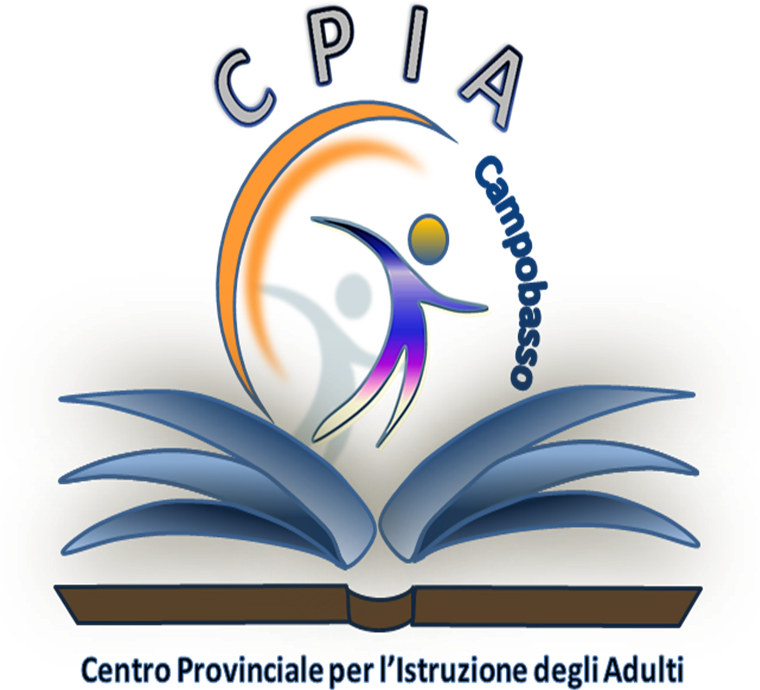 CPIA
Campobasso
Centro Provinciale per l'Istruzione degli Adulti